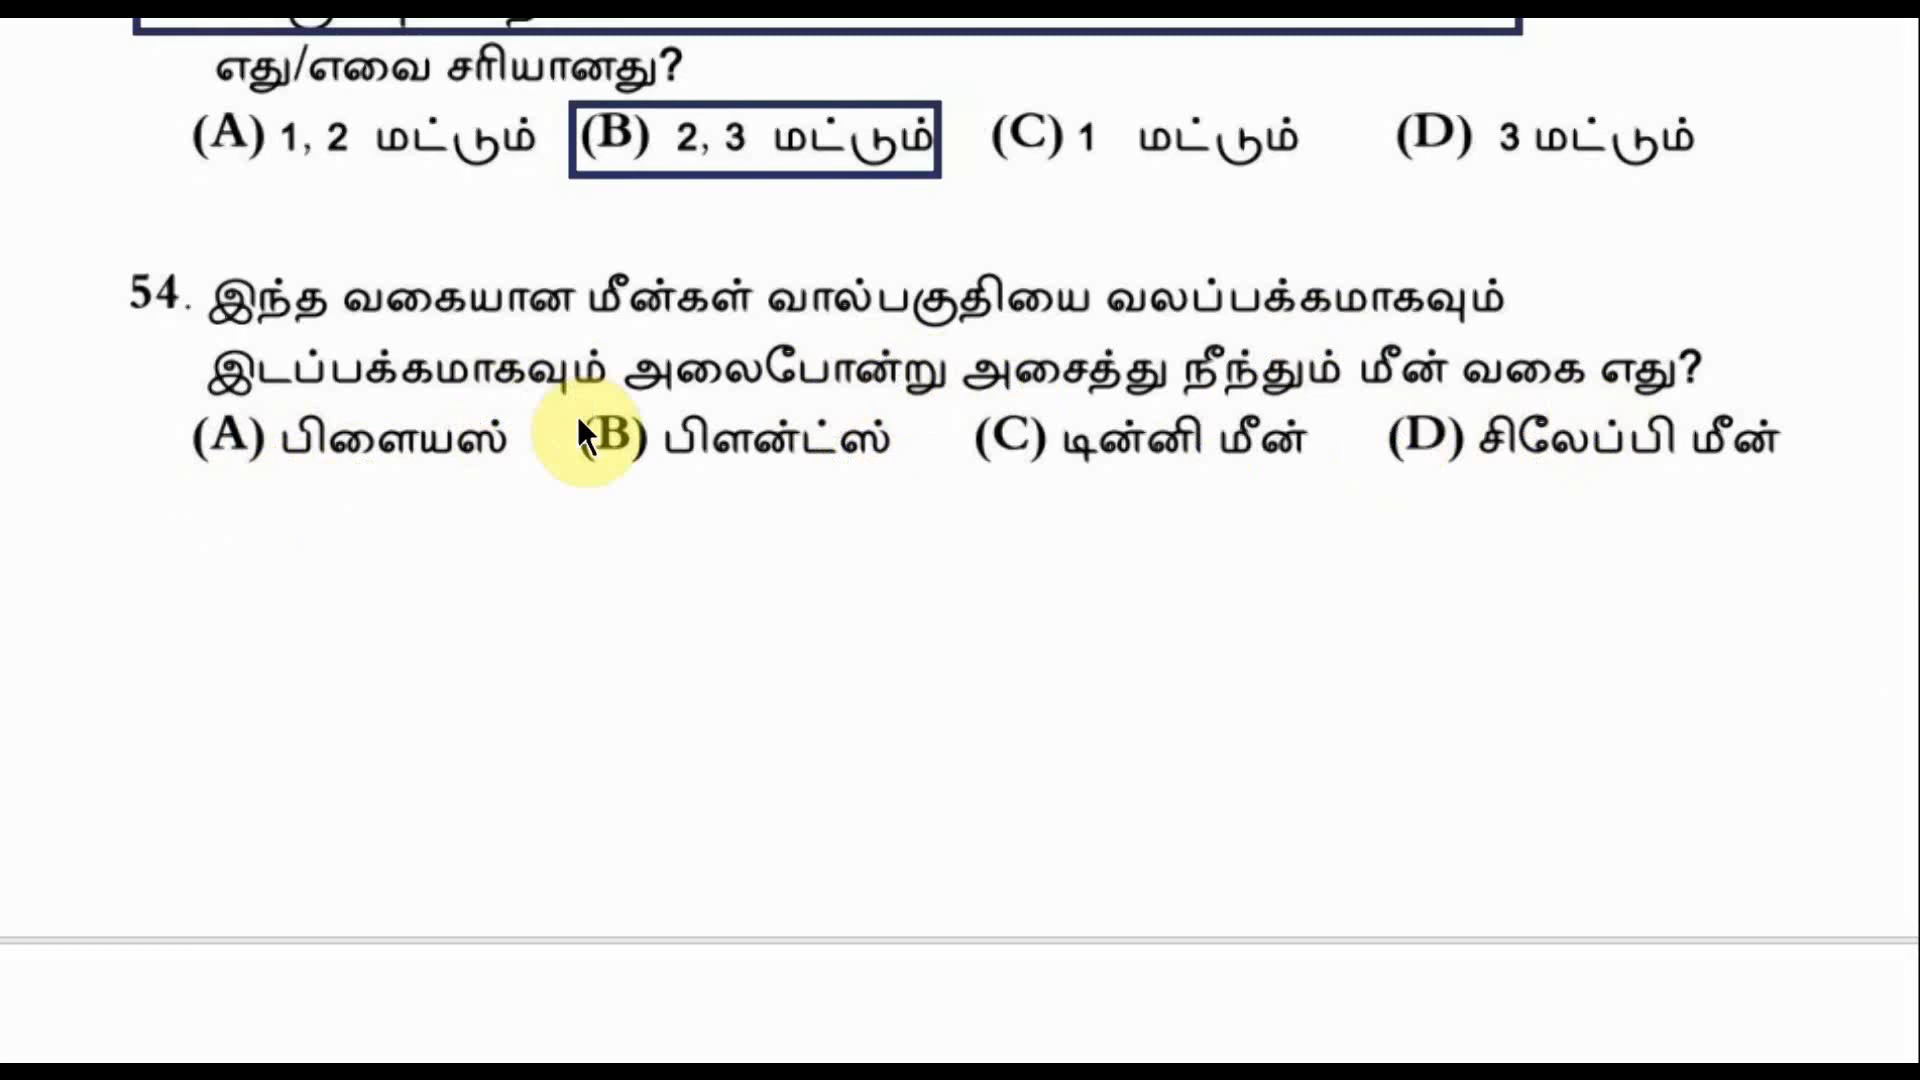 எது/எவை சரியானது?
(A) 1, 2 மட்டும் (B) 2, 3 மட்டும் (C) 1 மட்டும் (D) 3 மட்டும்
54. இந்த வகையான மீன்கள் வால்பகுதியை வலப்பக்கமாகவும்
இடப்பக்கமாகவும் அலைபோன்று அசைத்து நீந்தும் மீன் வகை எது?
(A) பிளையஸ் (B) பிளன்ட்ஸ் (C) டின்னி மீன் (D) சிலேப்பி மீன்